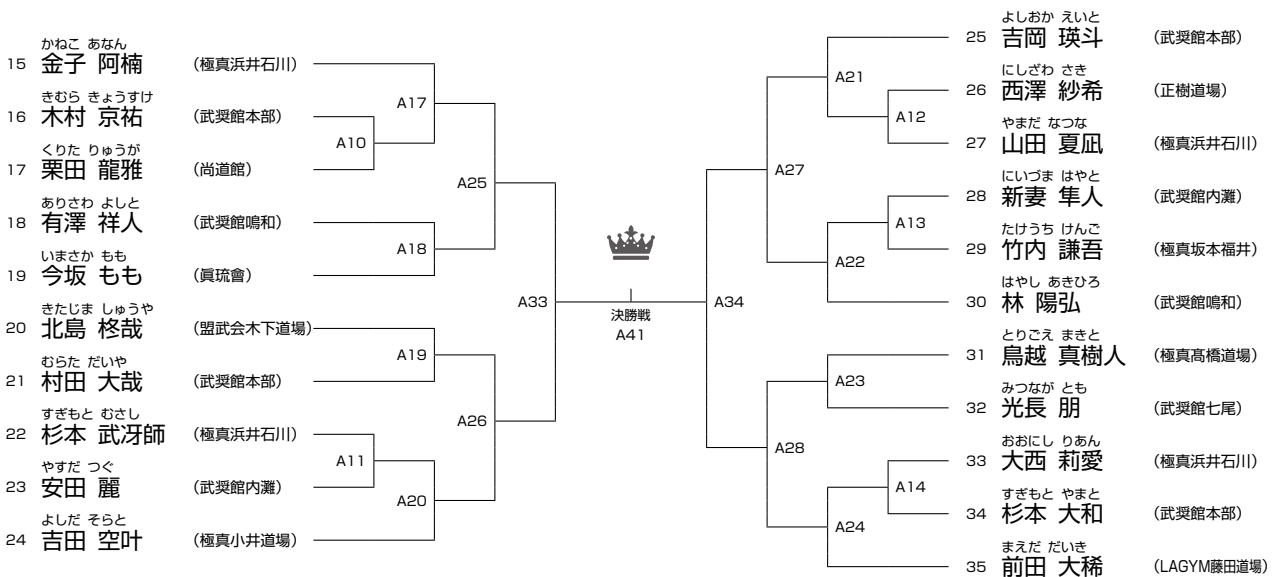 かねこ あなん
15 金子 阿楠 （極真浜井石川）
きむら きょうすけ
16 木村 京祐 （武奨館本部）
くりた りゅうが
17 栗田 龍雅 （尚道館）
ありさわ よしと
18 有澤 祥人 （武奨館鳴和）
いまさか もも
19 今坂 もも （眞琉會）
きたじま しゅうや
20 北島 柊哉 （盟武会木下道場）
むらた だいや
21 村田 大哉 （武奨館本部）
すぎもと むさし
22 杉本 武冴師 （極真浜井石川）
やすだ つぐ
23 安田 麗 （武奨館内灘）
よしだ そらと
24 吉田 空叶 （極真小井道場）
A17
A10
A25
A18
A33
A19
A26
A11
A20
決勝戦
A41
A21
A12
A27
A13
A22
A34
A23
A28
A14
A24
よしおか えいと
25 吉岡 瑛斗 （武奨館本部）
にしざわ さき
26 西澤 紗希 （正樹道場）
やまだ なつな
27 山田 夏凪 （極真浜井石川）
にいづま はやと
28 新妻 隼人 （武奨館内灘）
たけうち けんご
29 竹内 謙吾 （極真坂本福井）
はやし あきひろ
30 林 陽弘 （武奨館鳴和）
とりごえ まきと
31 鳥越 真樹人 （極真髙橋道場）
みつなが とも
32 光長 朋 （武奨館七尾）
おおにし りあん
33 大西 莉愛 （極真浜井石川）
すぎもと やまと
34 杉本 大和 （武奨館本部）
まえだ だいき
35 前田 大稀 （LAGYM藤田道場）